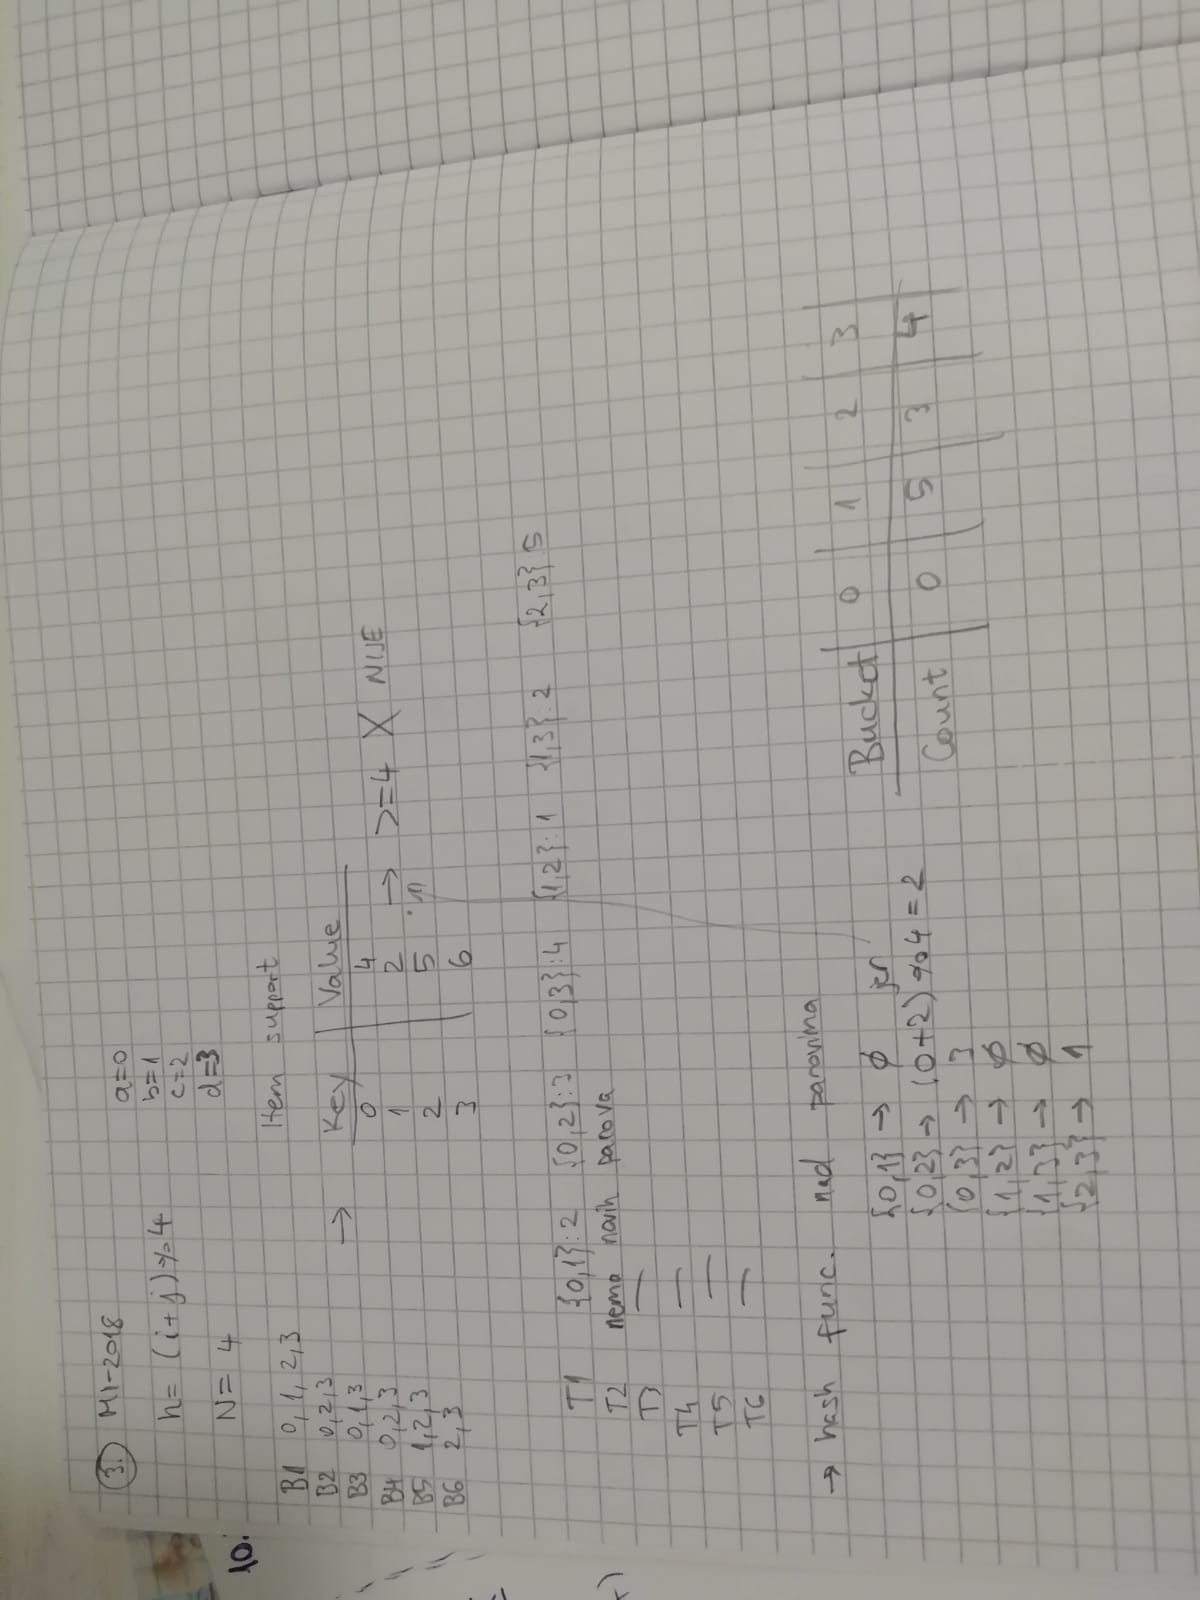 3. MI-2018
h = (i+j)%4
N = 4
a=0
b=1
c=2
d=3
B1 0,1,2,3
B2 0,2,3
B3 0,1,3
B4 0,2,3
B5 1,2,3
B6 2,3
→
Item support
Key | Value
0 | 4
1 | 2 → >=4 X NIJE
2 | 5
3 | 6
T1 {0,1}:2 {0,2}:3 {0,3}:4 {1,2}:1 {1,3}:2 {2,3} 5
T2 nema novih parova
T3 —
T4 —
T5 —
T6 —
→ hash func. nad parovima
{0,1} → ∅ jer
{0,2} → (0+2)%4=2
{0,3} → 3
{1,2} → ∅
{1,3} → ∅
{2,3} → 1
Bucket | 0 | 1 | 2 | 3
Count | 0 | 5 | 3 | 4
10.